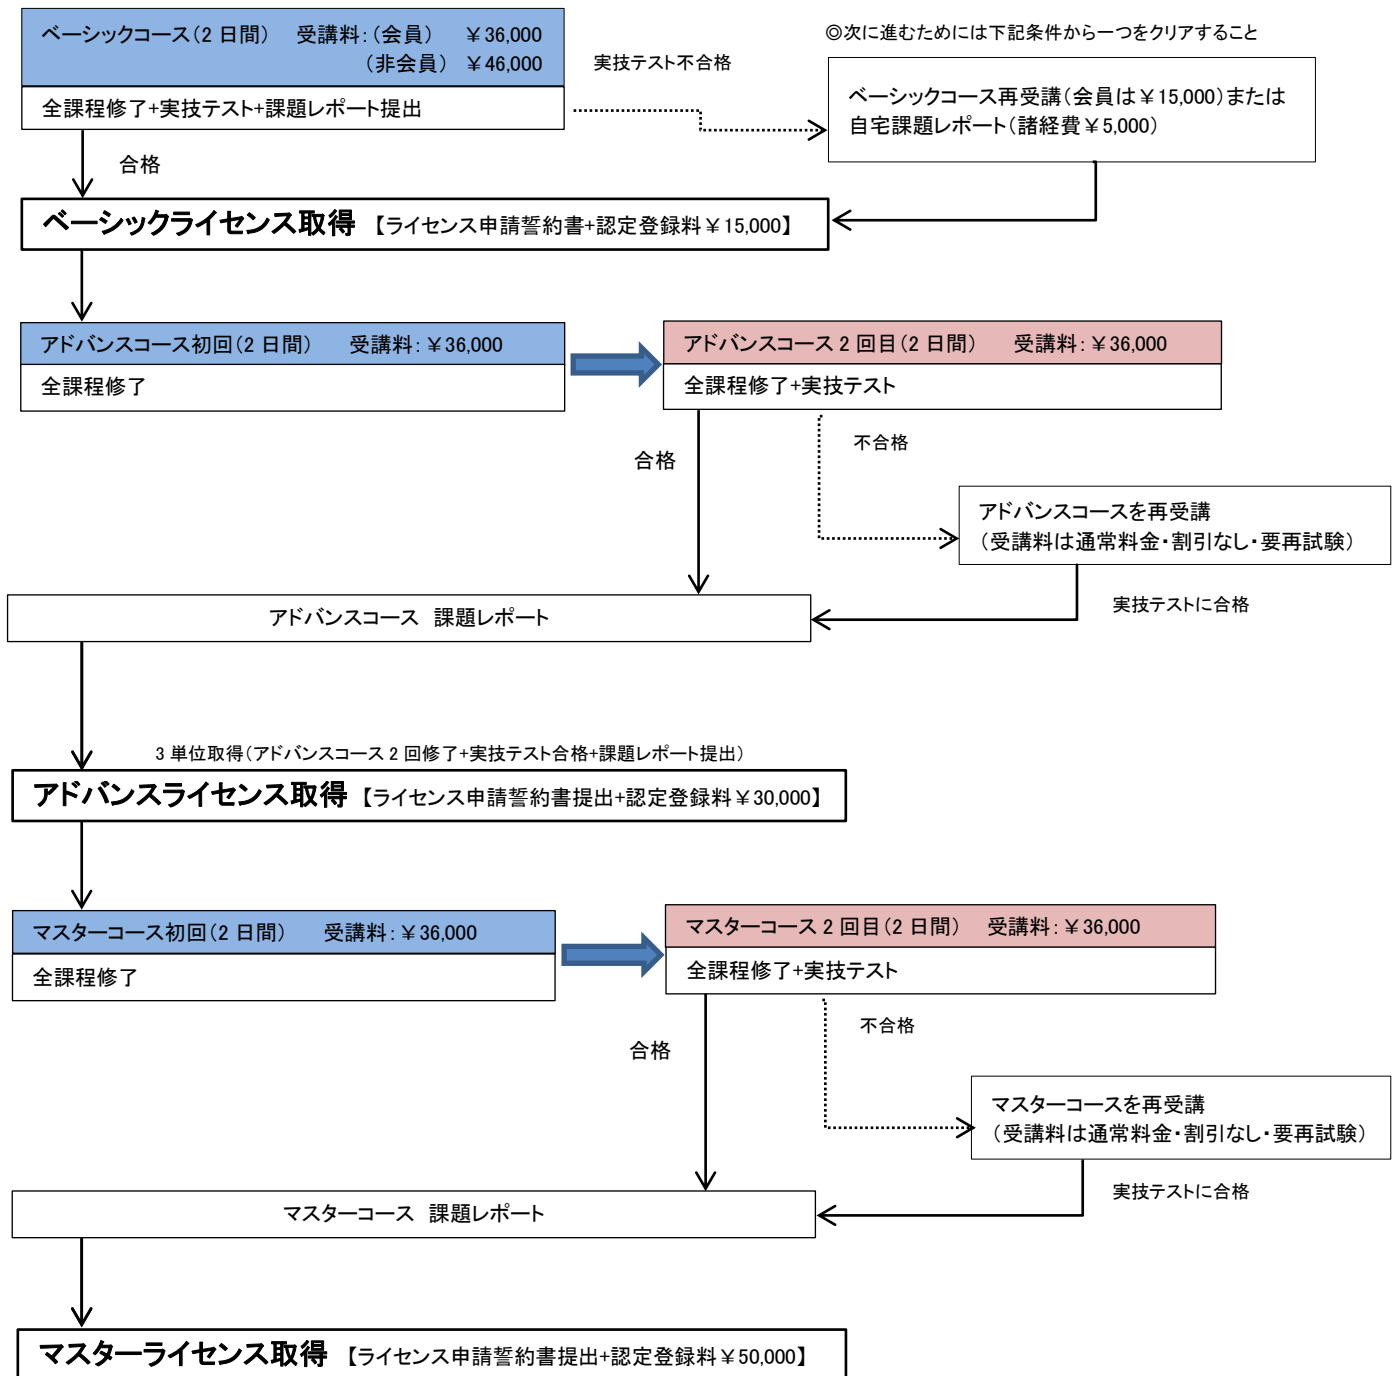 ベーシックコース（2 日間）　受講料：（会員）　￥36,000
（非会員）￥46,000
全課程修了+実技テスト+課題レポート提出
実技テスト不合格
◎次に進むためには下記条件から一つをクリアすること
ベーシックコース再受講（会員は￥15,000）または
自宅課題レポート（諸経費￥5,000）
合格
ベーシックライセンス取得 【ライセンス申請誓約書+認定登録料￥15,000】
アドバンスコース初回（2 日間）　受講料：￥36,000
全課程修了
アドバンスコース 2 回目（2 日間）　受講料：￥36,000
全課程修了+実技テスト
合格
不合格
アドバンスコースを再受講
（受講料は通常料金・割引なし・要再試験）
実技テストに合格
アドバンスコース 課題レポート
3 単位取得（アドバンスコース 2 回修了+実技テスト合格+課題レポート提出）
アドバンスライセンス取得 【ライセンス申請誓約書提出+認定登録料￥30,000】
マスターコース初回（2 日間）　受講料：￥36,000
全課程修了
マスターコース 2 回目（2 日間）　受講料：￥36,000
全課程修了+実技テスト
合格
不合格
マスターコースを再受講
（受講料は通常料金・割引なし・要再試験）
実技テストに合格
マスターコース 課題レポート
マスターライセンス取得 【ライセンス申請誓約書提出+認定登録料￥50,000】